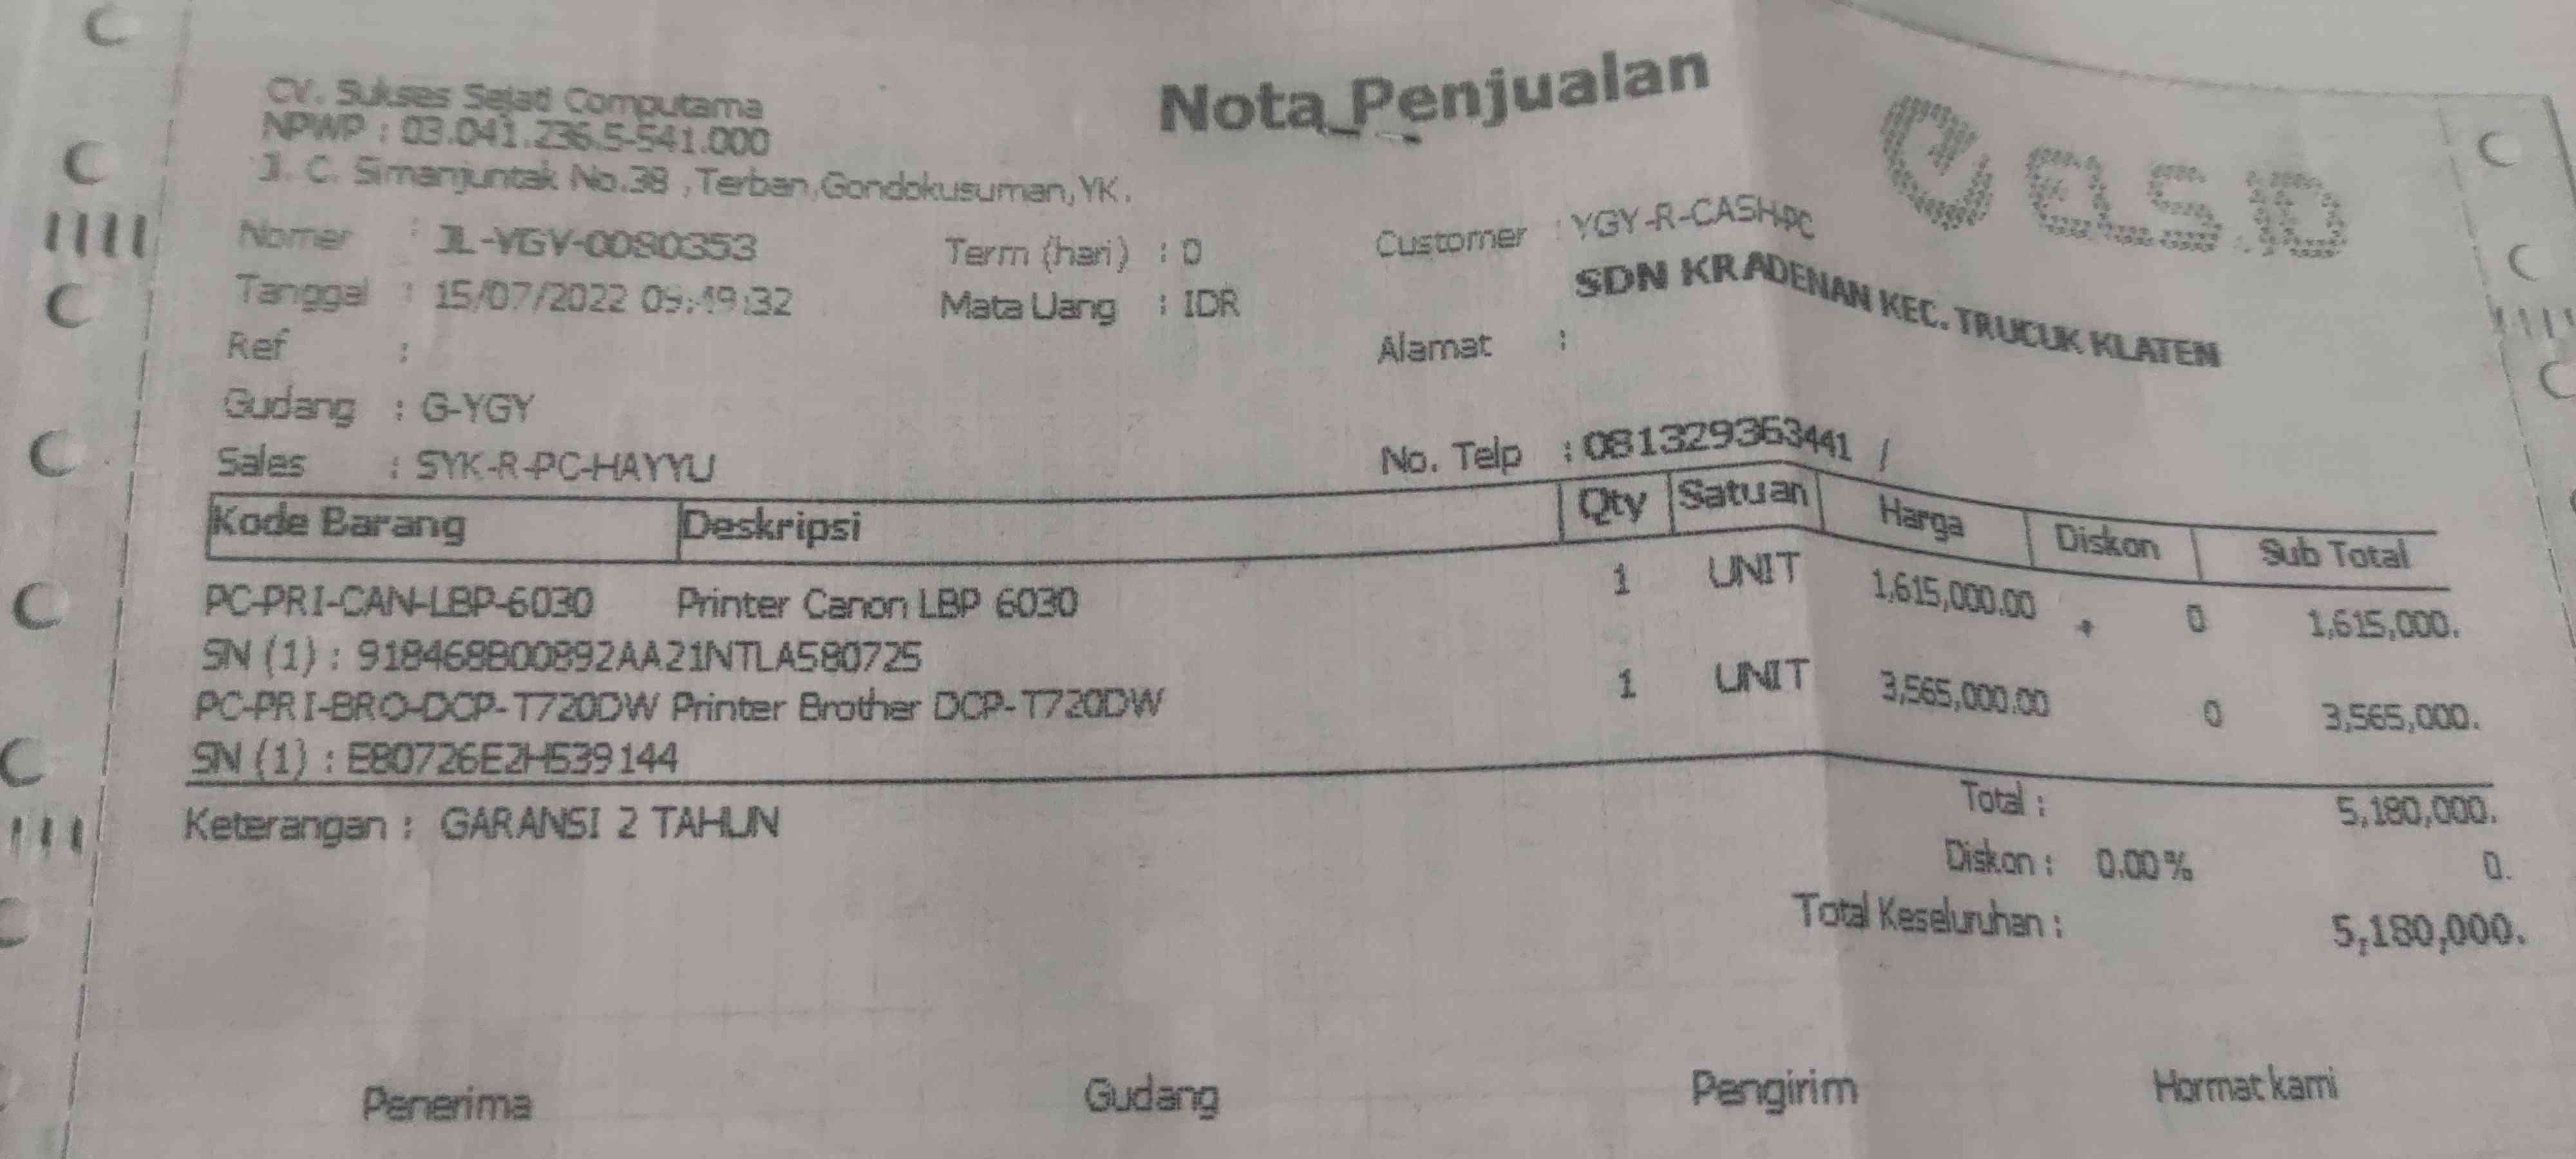 Nota Penjualan
CV. Sukses Sejati Computama
NPWP : 03.041.236.5-541.000
Jl. C. Simanjuntak No.38 ,Terban,Gondokusuman,YK.
els.ID
Nomer : JL-YGY-0080353
Term (hari) : 0
Customer : YGY-R-CASH-PC
SDN KRADENAN KEC. TRUCUK KLATEN
Tanggal : 15/07/2022 09:49:32
Mata Uang : IDR
Ref :
Alamat :
Gudang : G-YGY
Sales : SYK-R-PC-HAYYU
No. Telp : 081329363441 /
Kode Barang Deskripsi Qty Satuan Harga Diskon Sub Total
PC-PRI-CAN-LBP-6030 Printer Canon LBP 6030 1 UNIT 1,615,000.00 0 1,615,000.
SN (1) : 918468B00892AA21NTLA580725
PC-PRI-BRO-DCP-T720DW Printer Brother DCP-T720DW 1 UNIT 3,565,000.00 0 3,565,000.
SN (1) : E80726E2H539144
Keterangan : GARANSI 2 TAHUN
Total : 5,180,000.
Diskon : 0.00% 0.
Total Keseluruhan : 5,180,000.
Penerima Gudang Pengirim Hormat kami